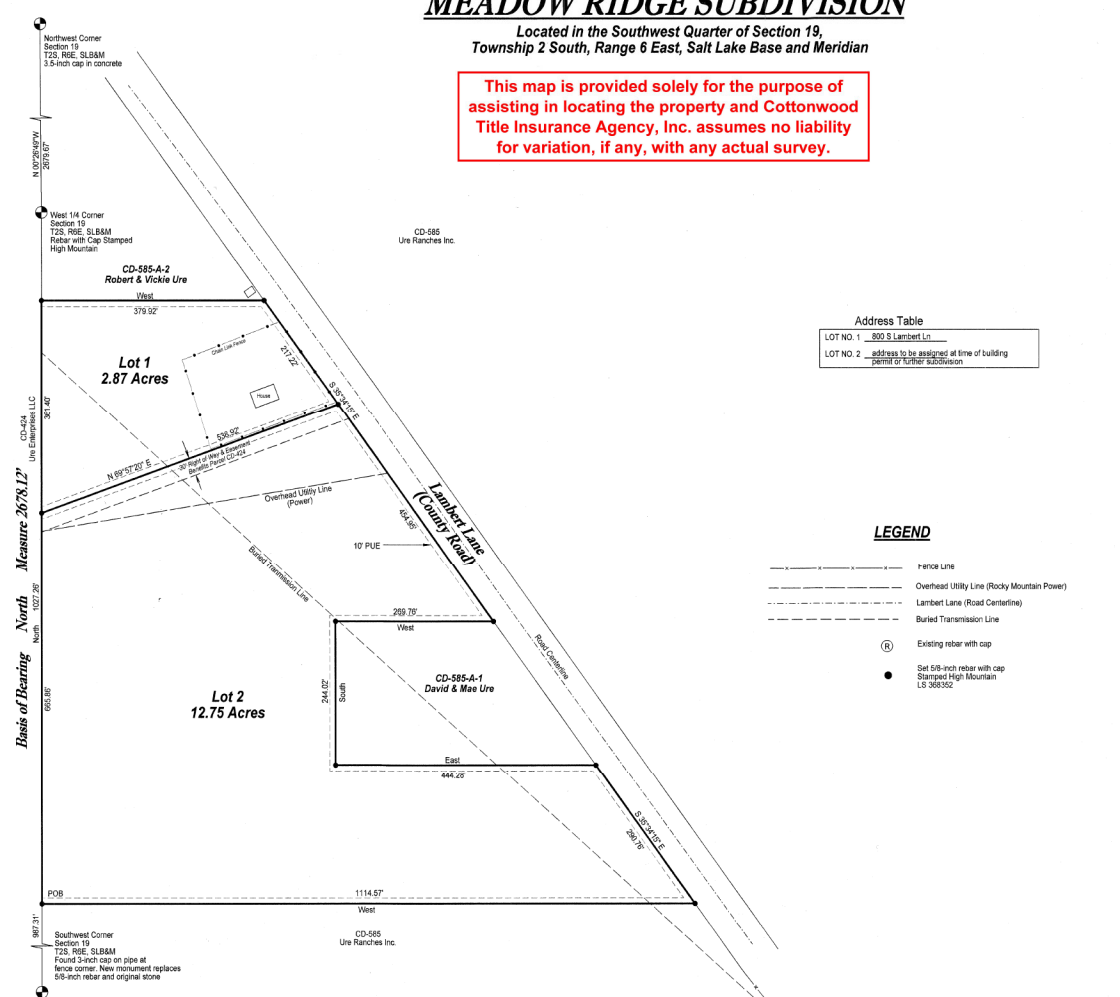 MEADOW RIDGE SUBDIVISION
Located in the Southwest Quarter of Section 19,
Township 2 South, Range 6 East, Salt Lake Base and Meridian
This map is provided solely for the purpose of
assisting in locating the property and Cottonwood
Title Insurance Agency, Inc. assumes no liability
for variation, if any, with any actual survey.
Northwest Corner
Section 19
T2S, R6E, SLB&M
3.5-inch cap in concrete
N 00°26'49"W
2679.67'
West 1/4 Corner
Section 19
T2S, R6E, SLB&M
Rebar with Cap Stamped
High Mountain
CD-585
Ure Ranches Inc.
CD-585-A-2
Robert & Vickie Ure
West
379.92'
Chain Link Fence
217.22'
Lot 1
2.87 Acres
House
S 35°34'15" E
Address Table
LOT NO. 1 800 S Lambert Ln
LOT NO. 2 address to be assigned at time of building
permit or further subdivision
CD-424
Ure Enterprises LLC
361.40'
536.92'
N 69°57'20" E
30' Right of Way & Easement
Benefits Parcel CD-424
Overhead Utility Line
(Power)
454.95'
Lambert Lane
(County Road)
10' PUE
Buried Tranmission Line
Basis of Bearing North Measure 2678.12'
North 1027.26'
665.86'
LEGEND
Fence Line
Overhead Utility Line (Rocky Mountain Power)
Lambert Lane (Road Centerline)
Buried Transmission Line
R Existing rebar with cap
Set 5/8-inch rebar with cap
Stamped High Mountain
LS 368352
269.76'
West
Road Centerline
244.02'
South
CD-585-A-1
David & Mae Ure
Lot 2
12.75 Acres
East
444.28'
S 35°34'15" E
290.76'
POB
1114.57'
West
987.31'
CD-585
Ure Ranches Inc.
Southwest Corner
Section 19
T2S, R6E, SLB&M
Found 3-inch cap on pipe at
fence corner. New monument replaces
5/8-inch rebar and original stone